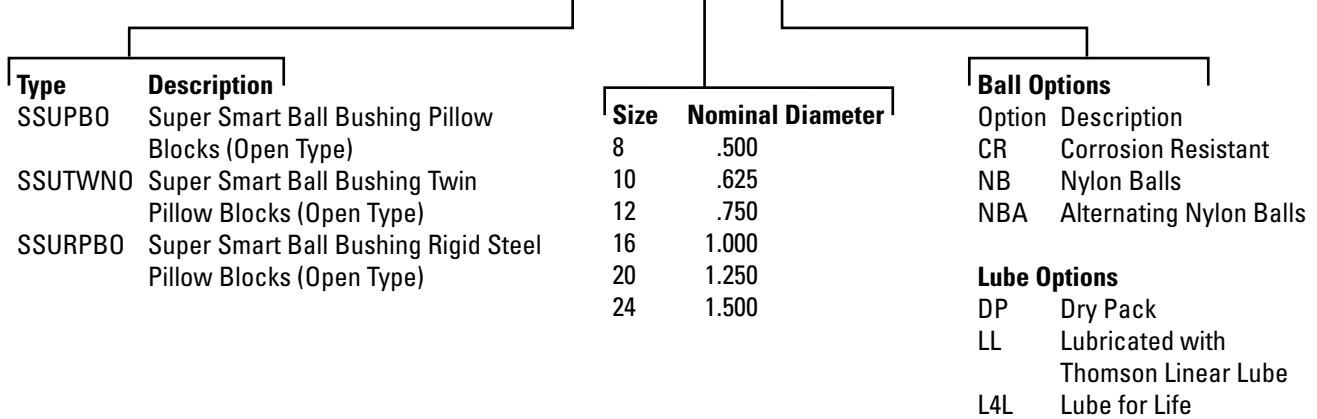 Type Description
SSUPBO Super Smart Ball Bushing Pillow
Blocks (Open Type)
SSUTWNO Super Smart Ball Bushing Twin
Pillow Blocks (Open Type)
SSURPBO Super Smart Ball Bushing Rigid Steel
Pillow Blocks (Open Type)
Size Nominal Diameter
8 .500
10 .625
12 .750
16 1.000
20 1.250
24 1.500
Ball Options
Option Description
CR Corrosion Resistant
NB Nylon Balls
NBA Alternating Nylon Balls
Lube Options
DP Dry Pack
LL Lubricated with
Thomson Linear Lube
L4L Lube for Life